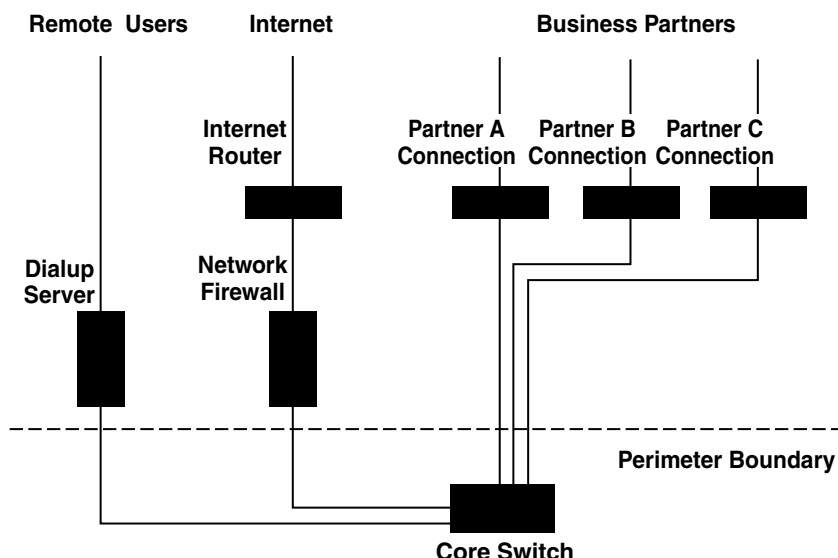 Remote Users
Internet
Business Partners
Internet
Router
Partner A
Connection
Partner B
Connection
Partner C
Connection
Dialup
Server
Network
Firewall
Perimeter Boundary
Core Switch